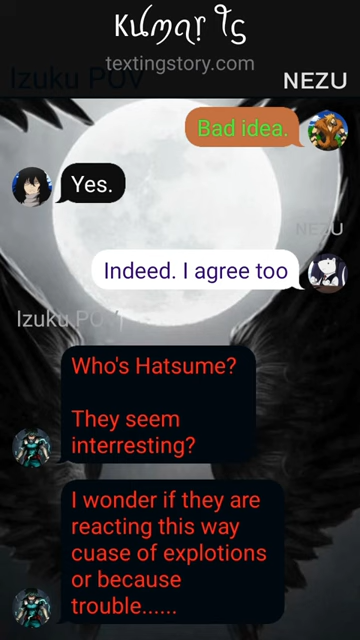 Kumar TS
textingstory.com
Izuku POV
NEZU
Bad idea.
Yes.
NEZU
Indeed. I agree too
Izuku POV
Who's Hatsume?
They seem
interresting?
I wonder if they are
reacting this way
cuase of explotions
or because
trouble......